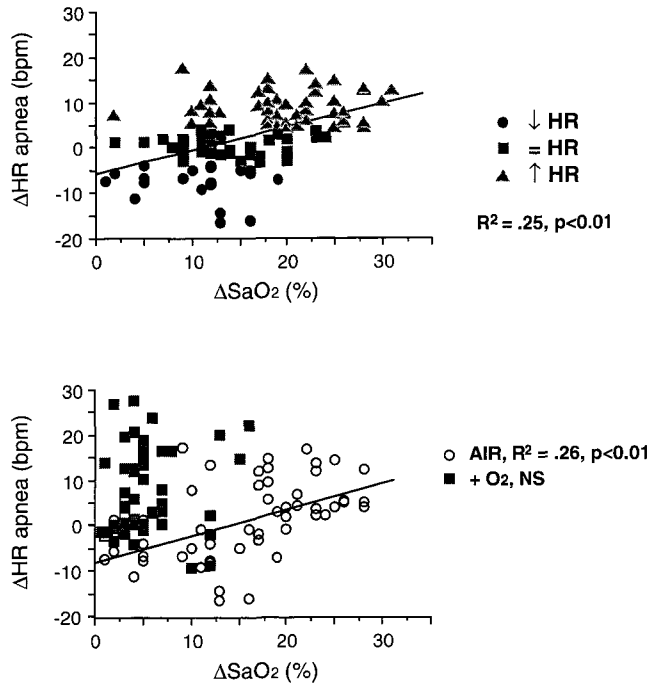 30
20
10
0
-10
-20
ΔHR apnea (bpm)
0
10
20
30
ΔSaO₂ (%)
↓ HR
= HR
↑ HR
R² = .25, p<0.01
30
20
10
0
-10
-20
ΔHR apnea (bpm)
0
10
20
30
ΔSaO₂ (%)
AIR, R² = .26, p<0.01
+ O₂, NS